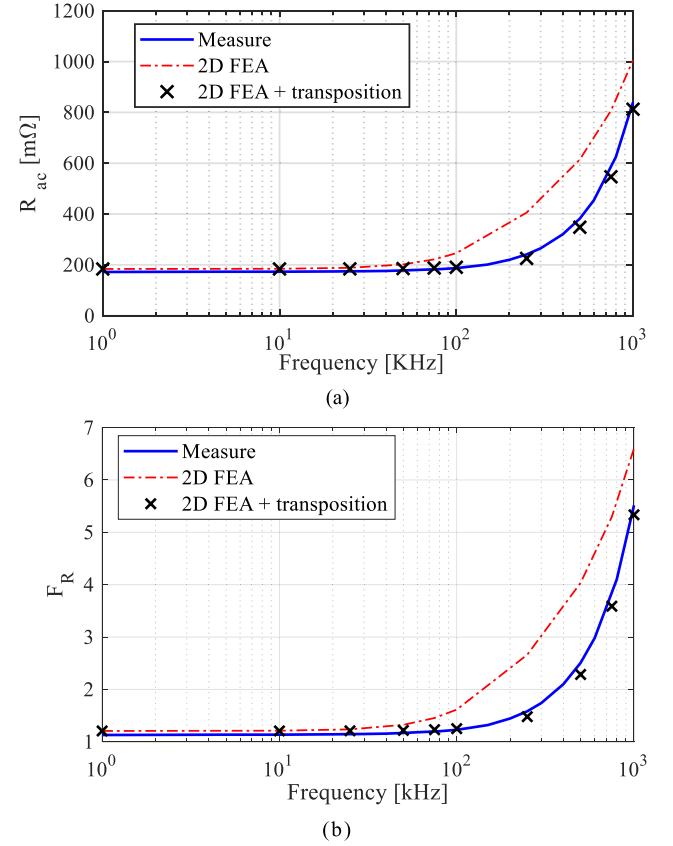 1200
1000
800
600
400
200
0
R_ac [mΩ]
Measure
2D FEA
2D FEA + transposition
10^0 10^1 10^2 10^3
Frequency [KHz]
(a)
7
6
5
4
3
2
1
F_R
Measure
2D FEA
2D FEA + transposition
10^0 10^1 10^2 10^3
Frequency [kHz]
(b)